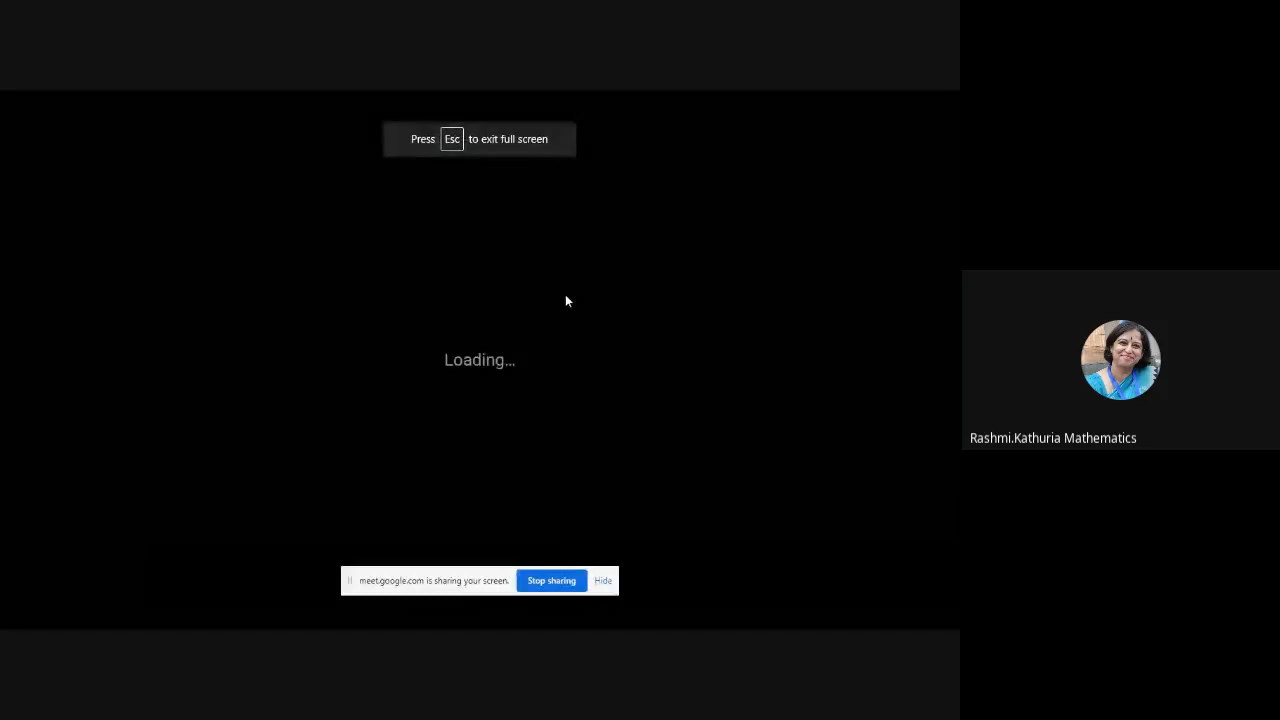 Press Esc to exit full screen
Loading...
Rashmi.Kathuria Mathematics
meet.google.com is sharing your screen. Stop sharing Hide